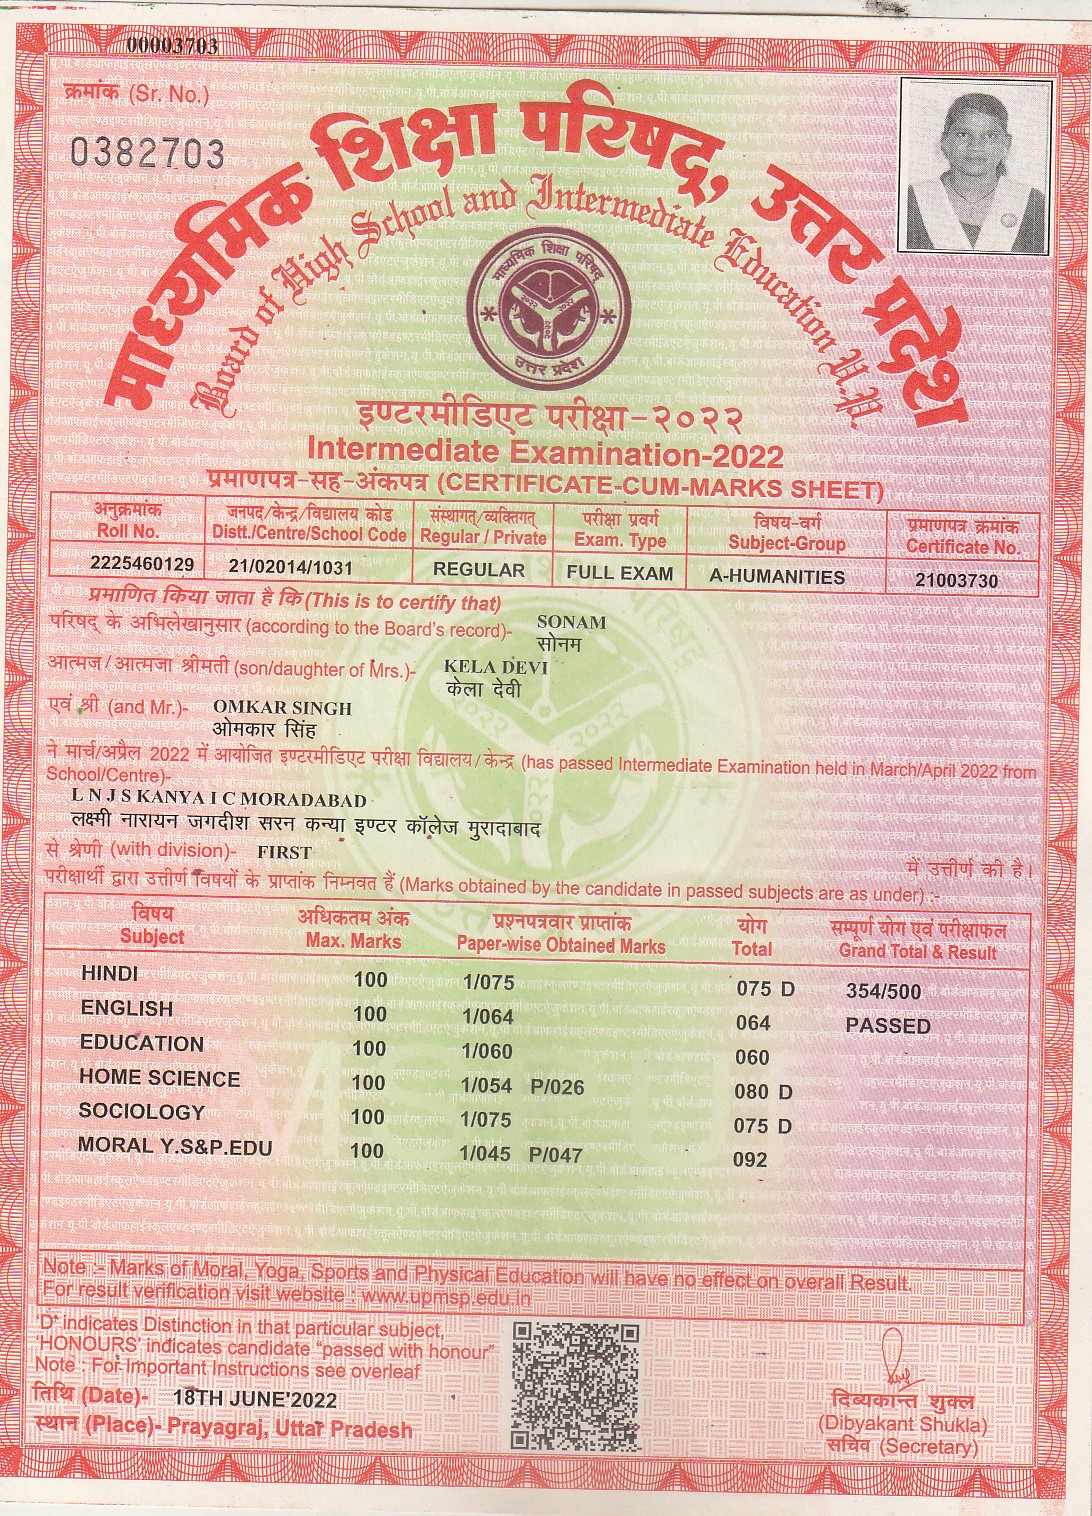 00003703
क्रमांक (Sr. No.)
0382703
माध्यमिक शिक्षा परिषद्, उत्तर प्रदेश
Board of High School and Intermediate Education U.P.
माध्यमिक शिक्षा परिषद्
२०२२ २०२२
२०२२
उत्तर प्रदेश
इण्टरमीडिएट परीक्षा-२०२२
Intermediate Examination-2022
प्रमाणपत्र-सह-अंकपत्र (CERTIFICATE-CUM-MARKS SHEET)
अनुक्रमांक जनपद/केन्द्र/विद्यालय कोड संस्थागत्/व्यक्तिगत् परीक्षा प्रवर्ग विषय-वर्ग प्रमाणपत्र क्रमांक
Roll No. Distt./Centre/School Code Regular / Private Exam. Type Subject-Group Certificate No.
2225460129 21/02014/1031 REGULAR FULL EXAM A-HUMANITIES 21003730
प्रमाणित किया जाता है कि (This is to certify that)
परिषद् के अभिलेखानुसार (according to the Board's record)- SONAM
सोनम
आत्मज/आत्मजा श्रीमती (son/daughter of Mrs.)- KELA DEVI
केला देवी
एवं श्री (and Mr.)- OMKAR SINGH
ओमकार सिंह
ने मार्च/अप्रैल 2022 में आयोजित इण्टरमीडिएट परीक्षा विद्यालय/केन्द्र (has passed Intermediate Examination held in March/April 2022 from
School/Centre)-
L N J S KANYA I C MORADABAD
लक्ष्मी नारायन जगदीश सरन कन्या इण्टर कॉलेज मुरादाबाद
से श्रेणी (with division)- FIRST में उत्तीर्ण की है।
परीक्षार्थी द्वारा उत्तीर्ण विषयों के प्राप्तांक निम्नवत हैं (Marks obtained by the candidate in passed subjects are as under) :-
विषय अधिकतम अंक प्रश्नपत्रवार प्राप्तांक योग सम्पूर्ण योग एवं परीक्षाफल
Subject Max. Marks Paper-wise Obtained Marks Total Grand Total & Result
HINDI 100 1/075 075 D 354/500
ENGLISH 100 1/064 064 PASSED
EDUCATION 100 1/060 060
HOME SCIENCE 100 1/054 P/026 080 D
SOCIOLOGY 100 1/075 075 D
MORAL Y.S&P.EDU 100 1/045 P/047 092
Note :- Marks of Moral, Yoga, Sports and Physical Education will have no effect on overall Result.
For result verification visit website : www.upmsp.edu.in
'D' indicates Distinction in that particular subject,
'HONOURS' indicates candidate "passed with honour"
Note : For Important Instructions see overleaf
तिथि (Date)- 18TH JUNE'2022
स्थान (Place)- Prayagraj, Uttar Pradesh
दिव्यकान्त शुक्ल
(Dibyakant Shukla)
सचिव (Secretary)